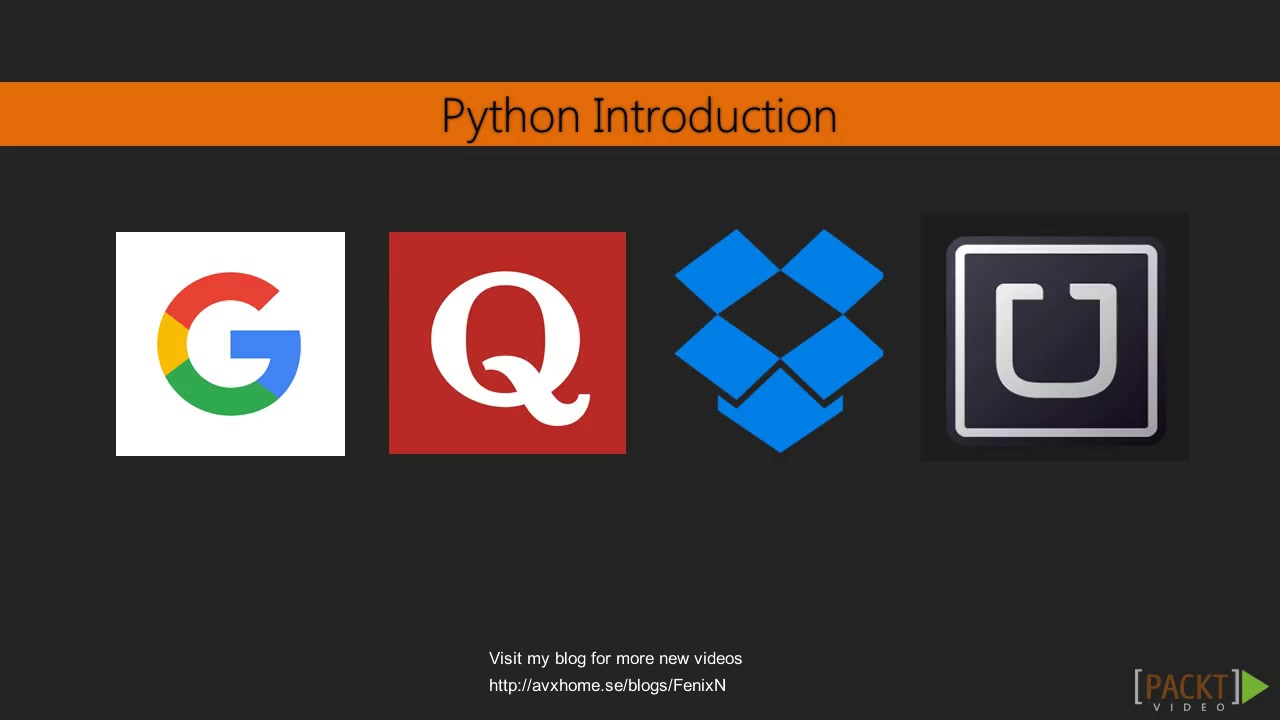 Python Introduction
G
Q
U
Visit my blog for more new videos
http://avxhome.se/blogs/FenixN
[PACKT]
VIDEO